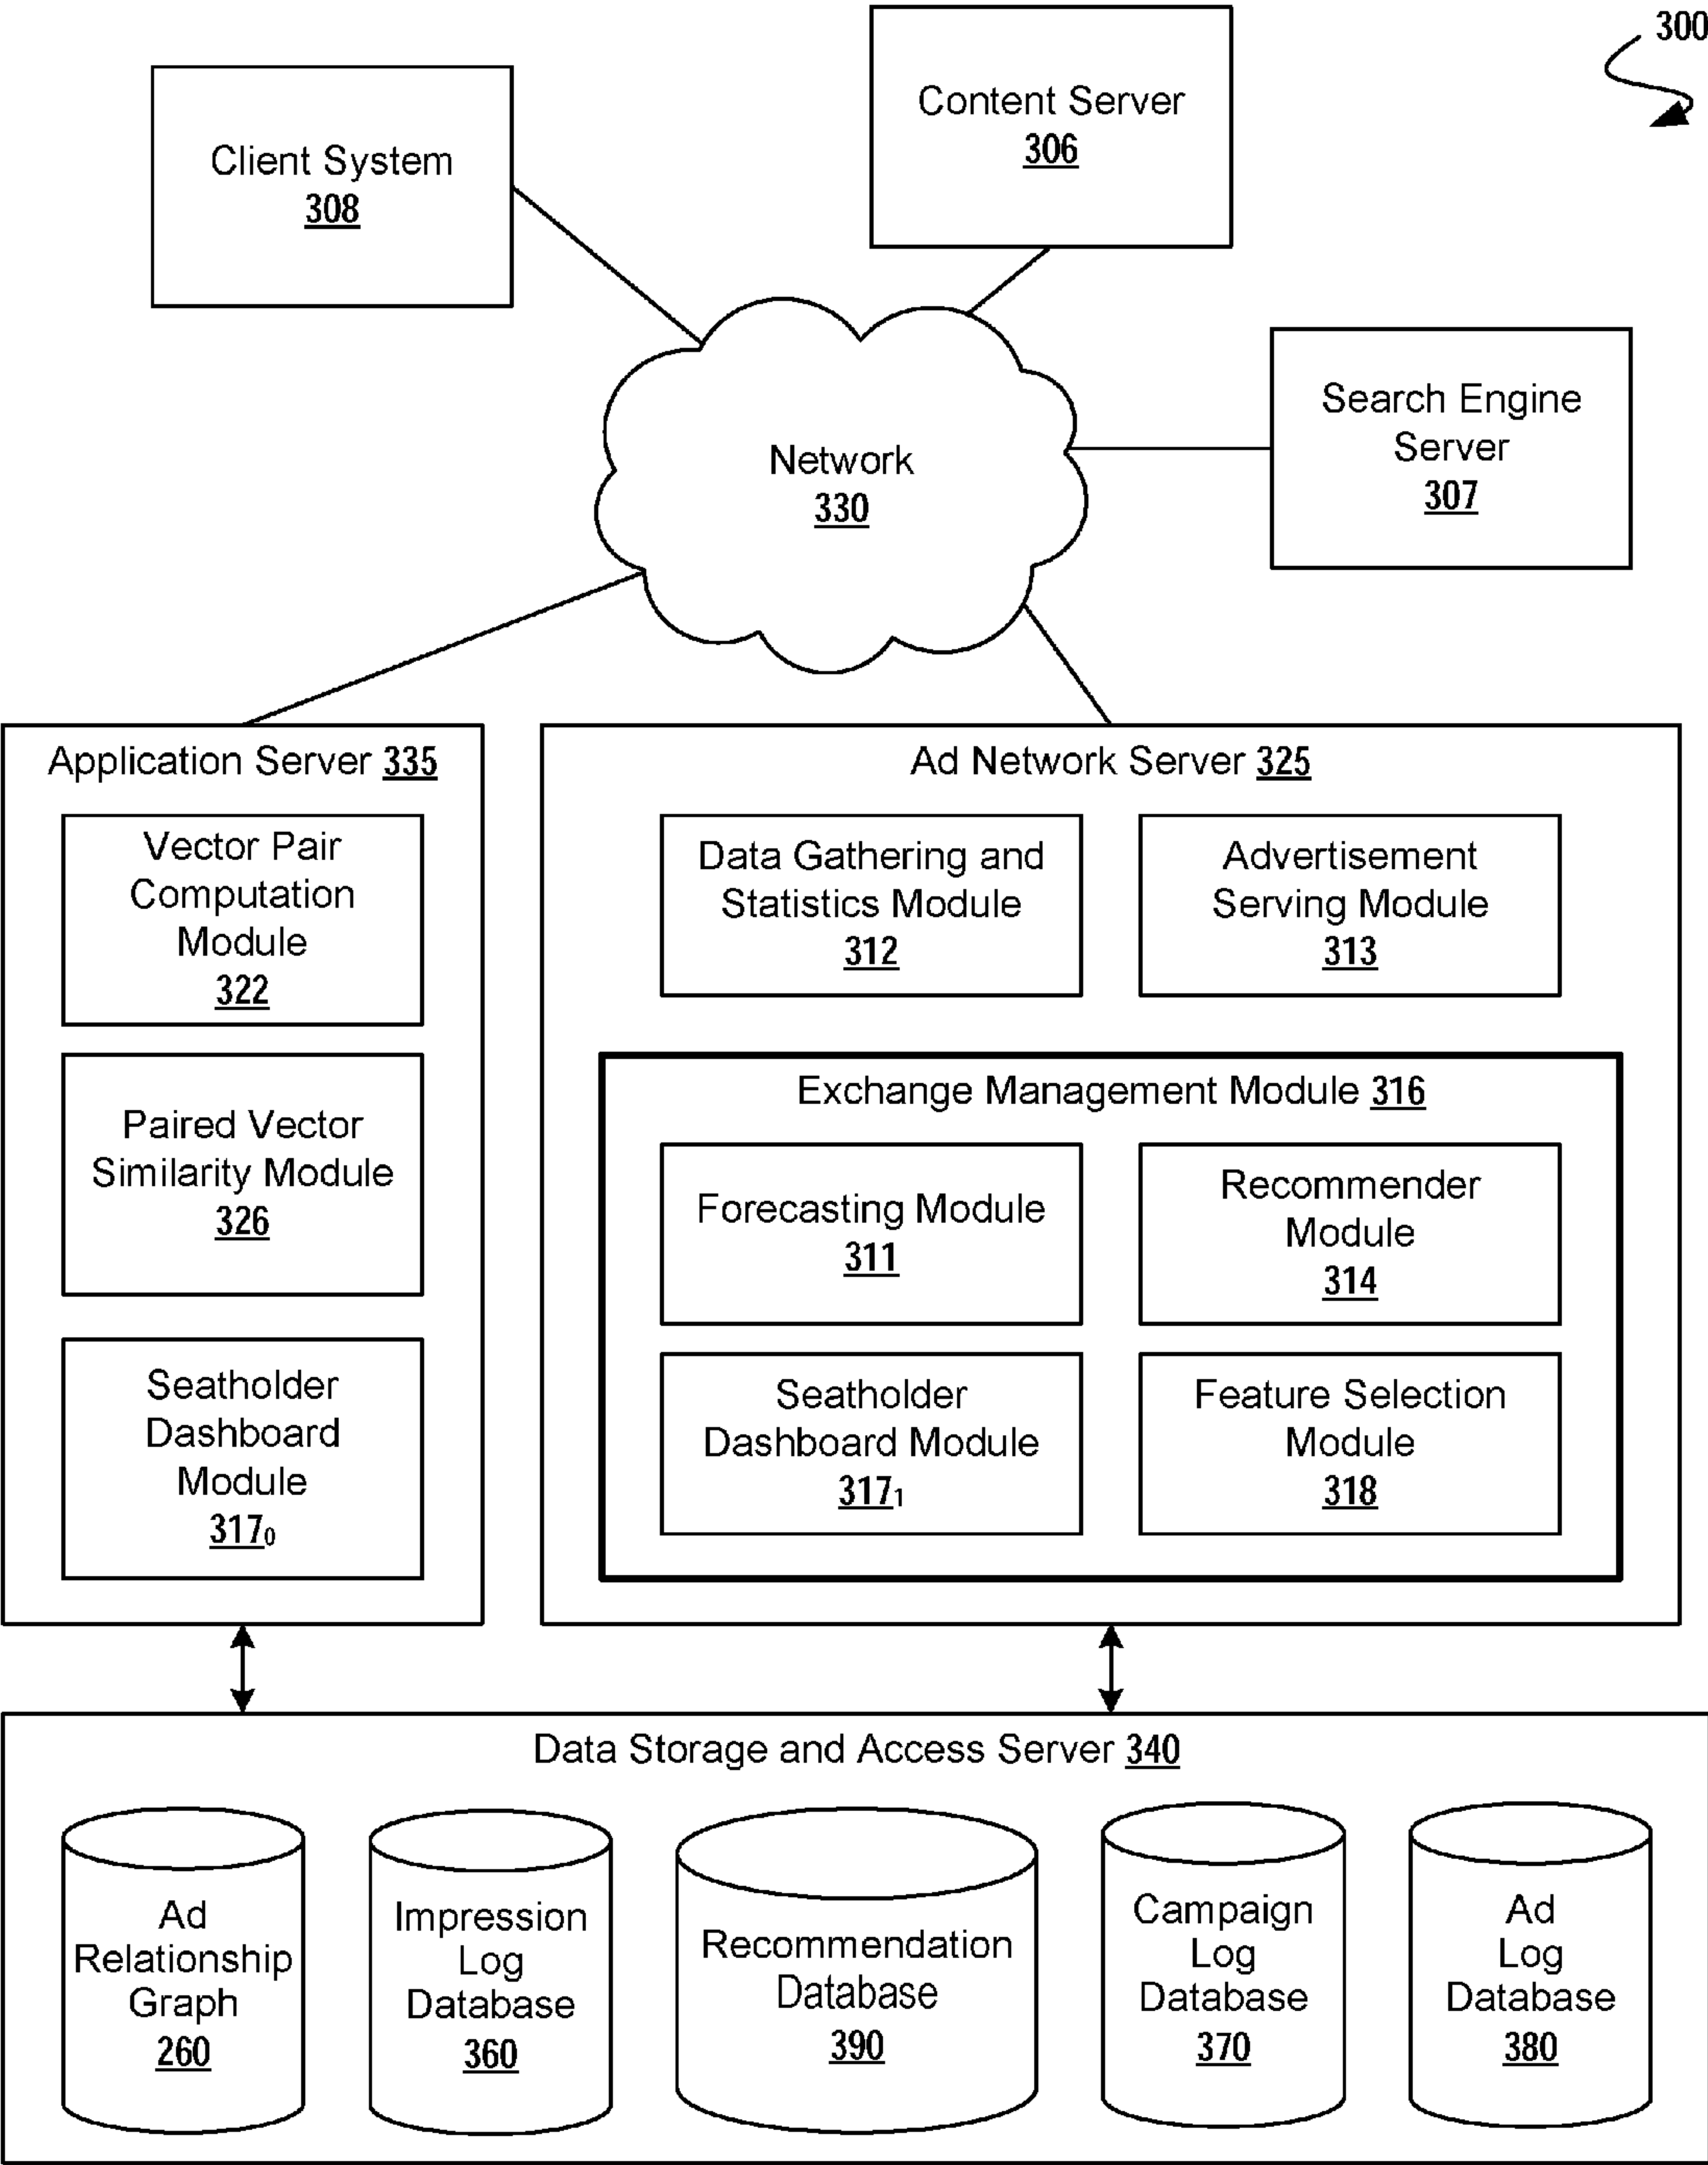 300
Content Server
306
Client System
308
Search Engine
Server
307
Network
330
Application Server 335
Vector Pair
Computation
Module
322
Paired Vector
Similarity Module
326
Seatholder
Dashboard
Module
317₀
Ad Network Server 325
Data Gathering and
Statistics Module
312
Advertisement
Serving Module
313
Exchange Management Module 316
Forecasting Module
311
Recommender
Module
314
Seatholder
Dashboard Module
317₁
Feature Selection
Module
318
Data Storage and Access Server 340
Ad
Relationship
Graph
260
Impression
Log
Database
360
Recommendation
Database
390
Campaign
Log
Database
370
Ad
Log
Database
380